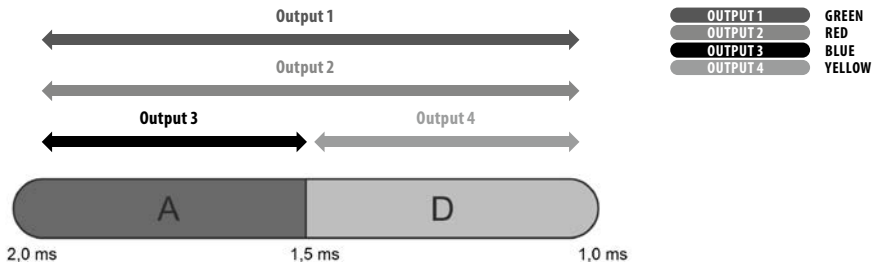 Output 1
Output 2
Output 3 Output 4
A D
2,0 ms 1,5 ms 1,0 ms
OUTPUT 1 GREEN
OUTPUT 2 RED
OUTPUT 3 BLUE
OUTPUT 4 YELLOW